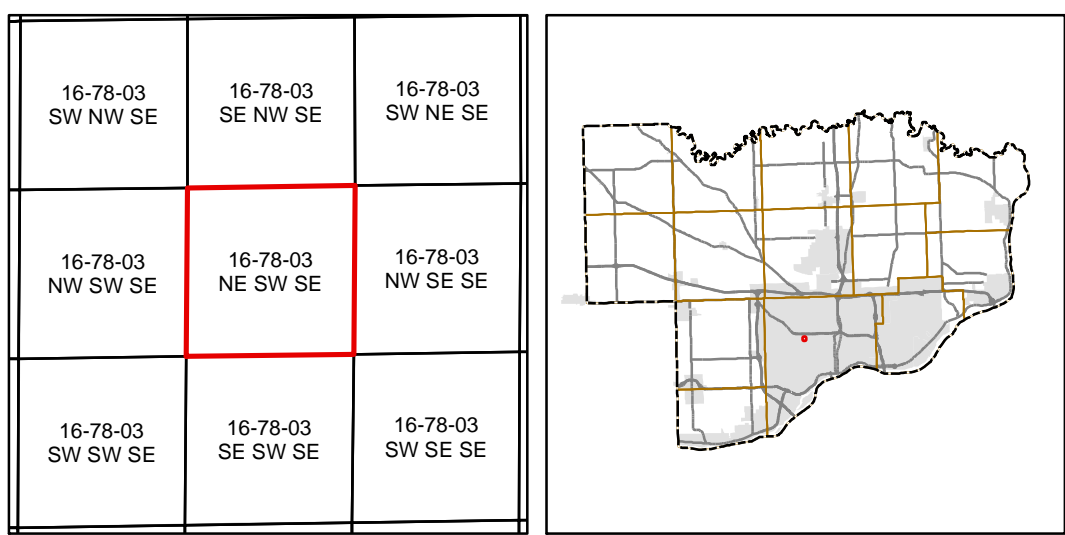 16-78-03
SW NW SE
16-78-03
SE NW SE
16-78-03
SW NE SE
16-78-03
NW SW SE
16-78-03
NE SW SE
16-78-03
NW SE SE
16-78-03
SW SW SE
16-78-03
SE SW SE
16-78-03
SW SE SE